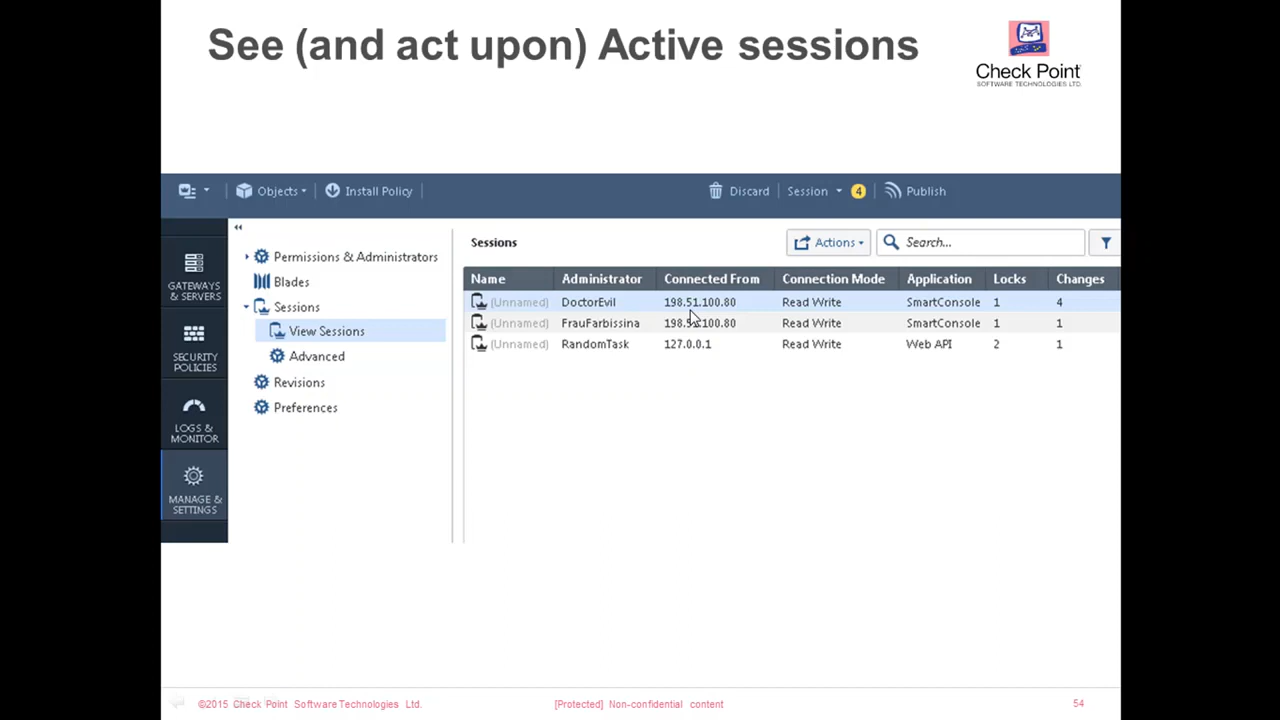 See (and act upon) Active sessions
Check Point
SOFTWARE TECHNOLOGIES LTD.
Objects Install Policy Discard Session 4 Publish
Sessions Actions Search...
GATEWAYS
& SERVERS
SECURITY
POLICIES
LOGS &
MONITOR
MANAGE &
SETTINGS
Permissions & Administrators
Blades
Sessions
View Sessions
Advanced
Revisions
Preferences
Name Administrator Connected From Connection Mode Application Locks Changes
(Unnamed) DoctorEvil 198.51.100.80 Read Write SmartConsole 1 4
(Unnamed) FrauFarbissina 198.51.100.80 Read Write SmartConsole 1 1
(Unnamed) RandomTask 127.0.0.1 Read Write Web API 2 1
©2015 Check Point Software Technologies Ltd. [Protected] Non-confidential content 54